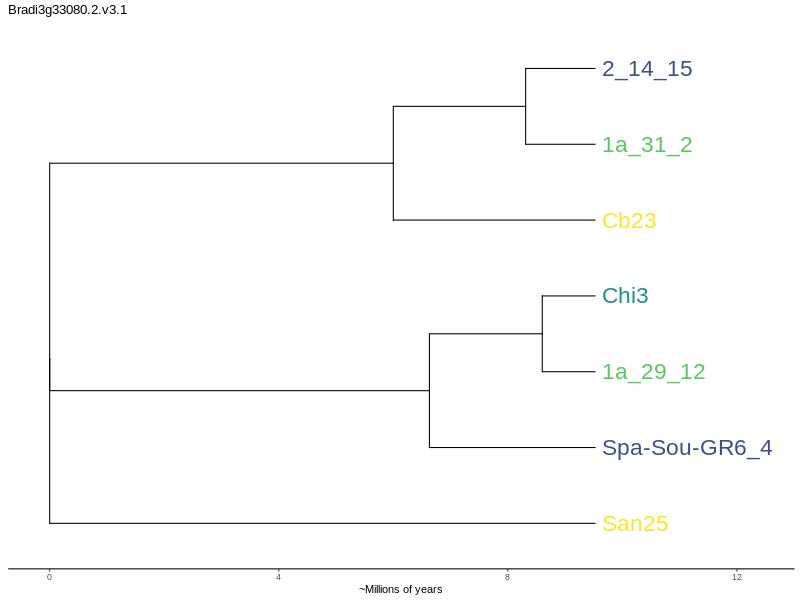 Bradi3g33080.2.v3.1
2_14_15
1a_31_2
Cb23
Chi3
1a_29_12
Spa-Sou-GR6_4
San25
0 4 8 12
~Millions of years